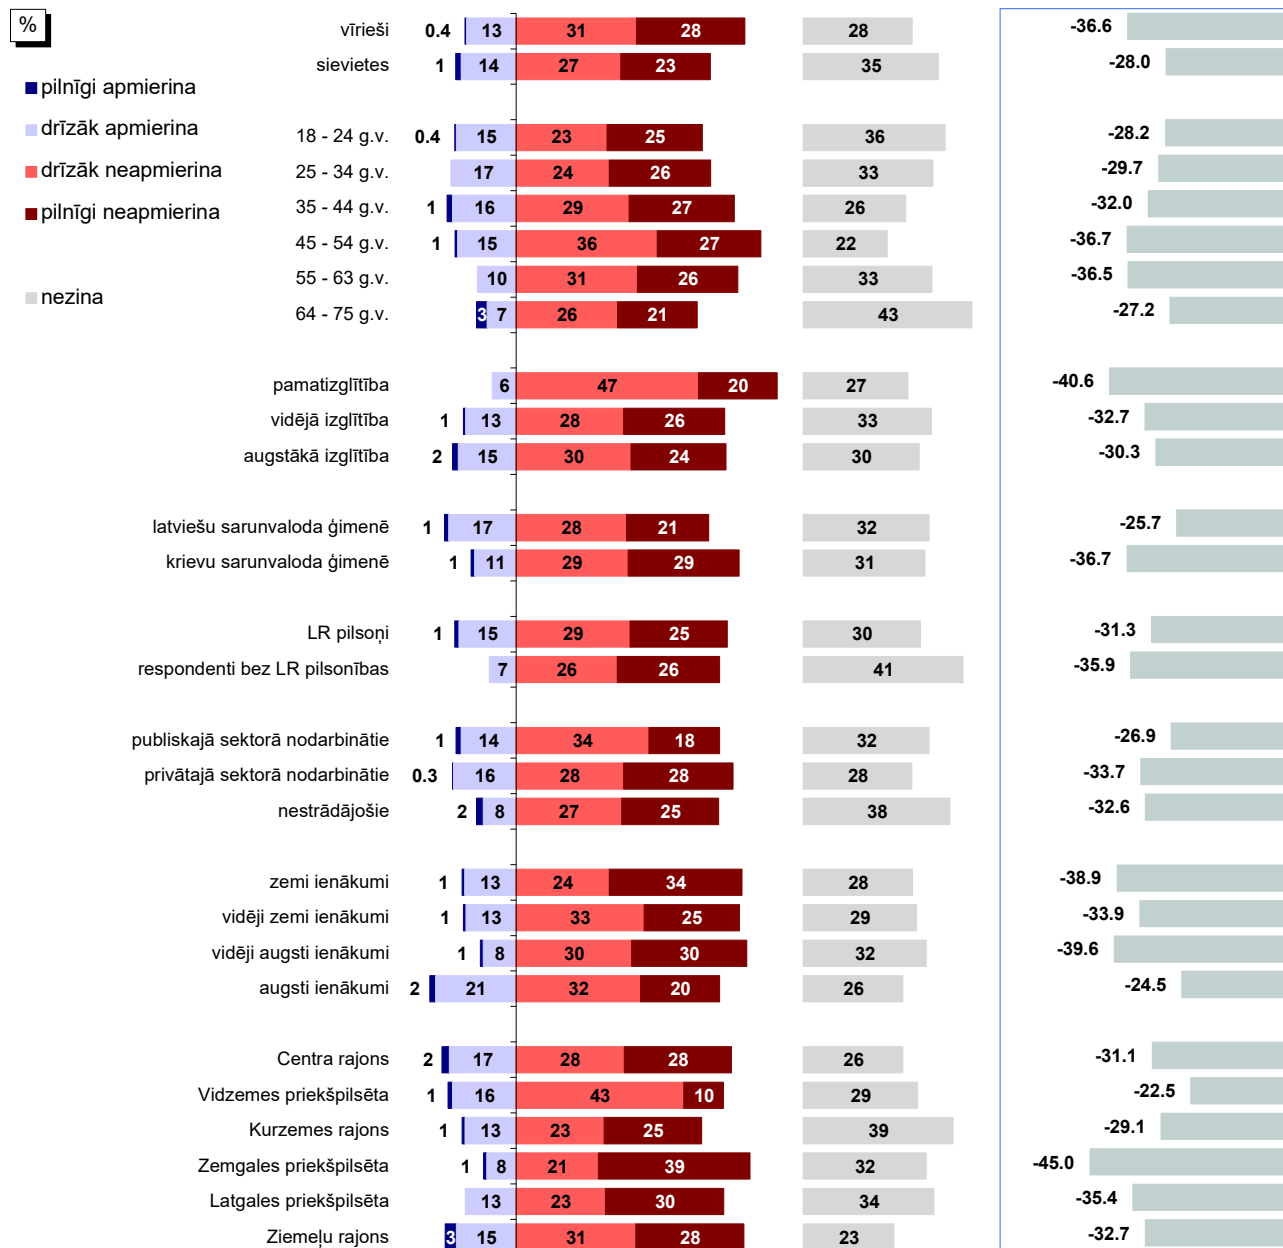 %
pilnīgi apmierina
drīzāk apmierina
drīzāk neapmierina
pilnīgi neapmierina
nezina
vīrieši 0.4 13 31 28 28 -36.6
sievietes 1 14 27 23 35 -28.0
18 - 24 g.v. 0.4 15 23 25 36 -28.2
25 - 34 g.v. 17 24 26 33 -29.7
35 - 44 g.v. 1 16 29 27 26 -32.0
45 - 54 g.v. 1 15 36 27 22 -36.7
55 - 63 g.v. 10 31 26 33 -36.5
64 - 75 g.v. 3 7 26 21 43 -27.2
pamatizglītība 6 47 20 27 -40.6
vidējā izglītība 1 13 28 26 33 -32.7
augstākā izglītība 2 15 30 24 30 -30.3
latviešu sarunvaloda ģimenē 1 17 28 21 32 -25.7
krievu sarunvaloda ģimenē 1 11 29 29 31 -36.7
LR pilsoņi 1 15 29 25 30 -31.3
respondenti bez LR pilsonības 7 26 26 41 -35.9
publiskajā sektorā nodarbinātie 1 14 34 18 32 -26.9
privātajā sektorā nodarbinātie 0.3 16 28 28 28 -33.7
nestrādājošie 2 8 27 25 38 -32.6
zemi ienākumi 1 13 24 34 28 -38.9
vidēji zemi ienākumi 1 13 33 25 29 -33.9
vidēji augsti ienākumi 1 8 30 30 32 -39.6
augsti ienākumi 2 21 32 20 26 -24.5
Centra rajons 2 17 28 28 26 -31.1
Vidzemes priekšpilsēta 1 16 43 10 29 -22.5
Kurzemes rajons 1 13 23 25 39 -29.1
Zemgales priekšpilsēta 1 8 21 39 32 -45.0
Latgales priekšpilsēta 13 23 30 34 -35.4
Ziemeļu rajons 3 15 31 28 23 -32.7